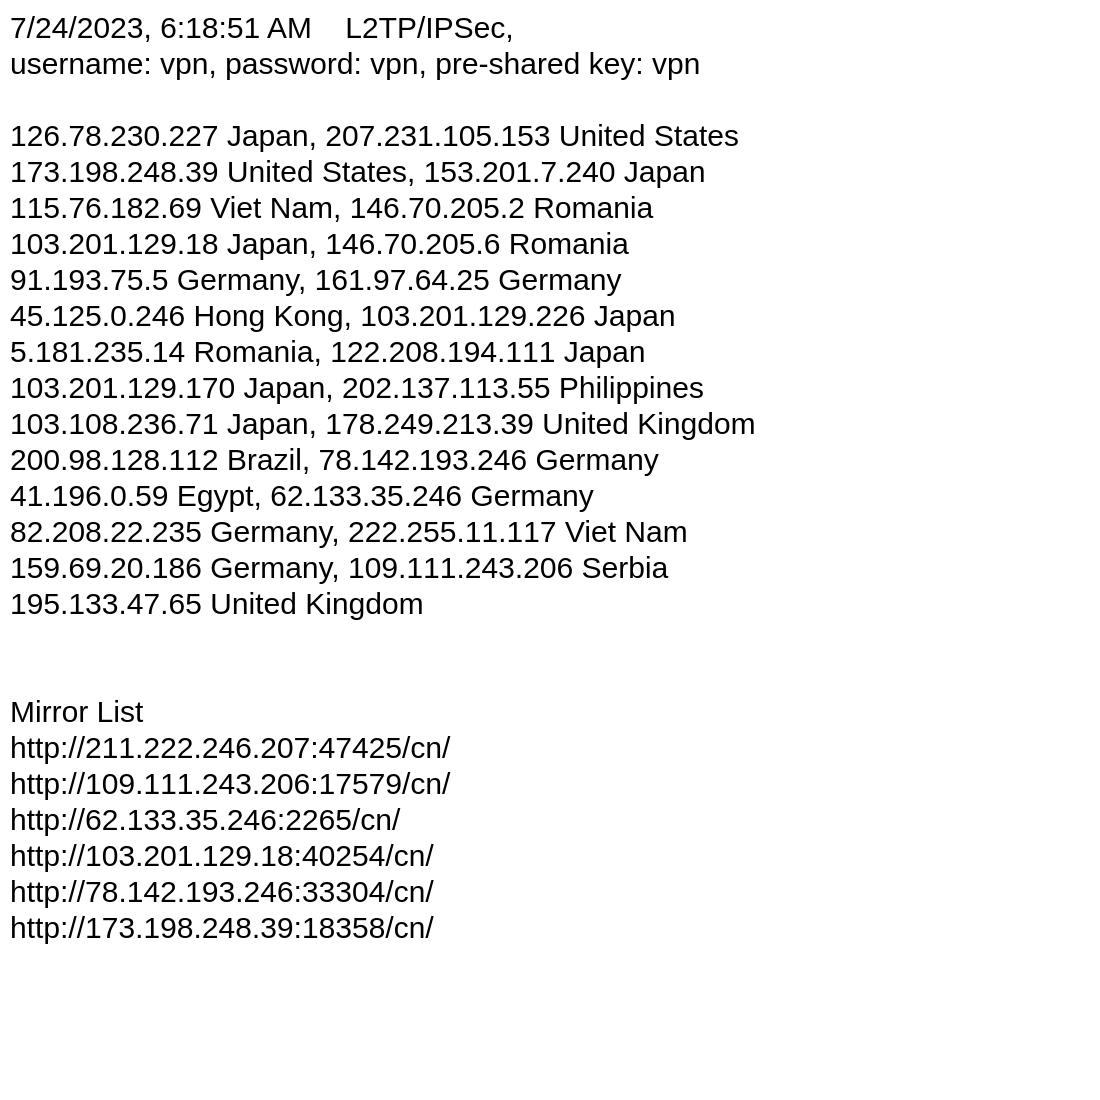 7/24/2023, 6:18:51 AM    L2TP/IPSec,
username: vpn, password: vpn, pre-shared key: vpn
126.78.230.227 Japan, 207.231.105.153 United States
173.198.248.39 United States, 153.201.7.240 Japan
115.76.182.69 Viet Nam, 146.70.205.2 Romania
103.201.129.18 Japan, 146.70.205.6 Romania
91.193.75.5 Germany, 161.97.64.25 Germany
45.125.0.246 Hong Kong, 103.201.129.226 Japan
5.181.235.14 Romania, 122.208.194.111 Japan
103.201.129.170 Japan, 202.137.113.55 Philippines
103.108.236.71 Japan, 178.249.213.39 United Kingdom
200.98.128.112 Brazil, 78.142.193.246 Germany
41.196.0.59 Egypt, 62.133.35.246 Germany
82.208.22.235 Germany, 222.255.11.117 Viet Nam
159.69.20.186 Germany, 109.111.243.206 Serbia
195.133.47.65 United Kingdom
Mirror List
http://211.222.246.207:47425/cn/
http://109.111.243.206:17579/cn/
http://62.133.35.246:2265/cn/
http://103.201.129.18:40254/cn/
http://78.142.193.246:33304/cn/
http://173.198.248.39:18358/cn/